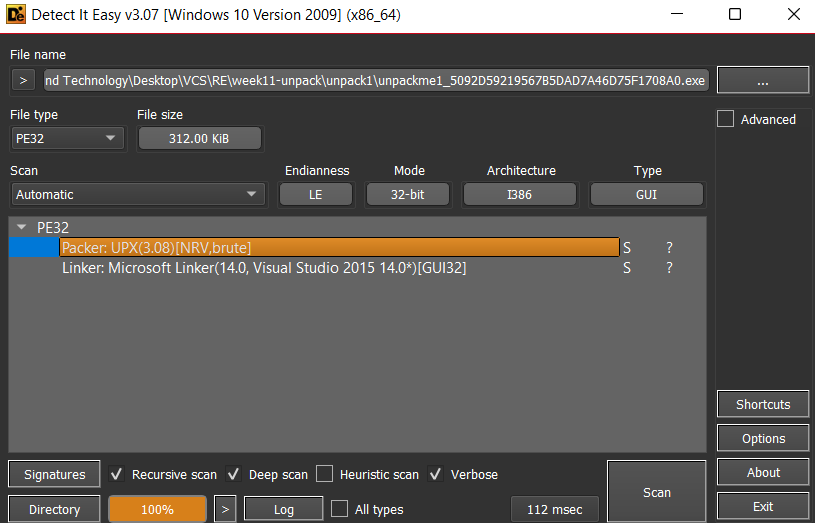 Detect It Easy v3.07 [Windows 10 Version 2009] (x86_64)
File name
> nd Technology\Desktop\VCS\RE\week11-unpack\unpack1\unpackme1_5092D59219567B5DAD7A46D75F1708A0.exe ...
File type File size Advanced
PE32 312.00 KiB
Scan Endianness Mode Architecture Type
Automatic LE 32-bit I386 GUI
PE32
Packer: UPX(3.08)[NRV,brute] S ?
Linker: Microsoft Linker(14.0, Visual Studio 2015 14.0*)[GUI32] S ?
Shortcuts
Options
Signatures Recursive scan Deep scan Heuristic scan Verbose Scan About
Directory 100% > Log All types 112 msec Exit